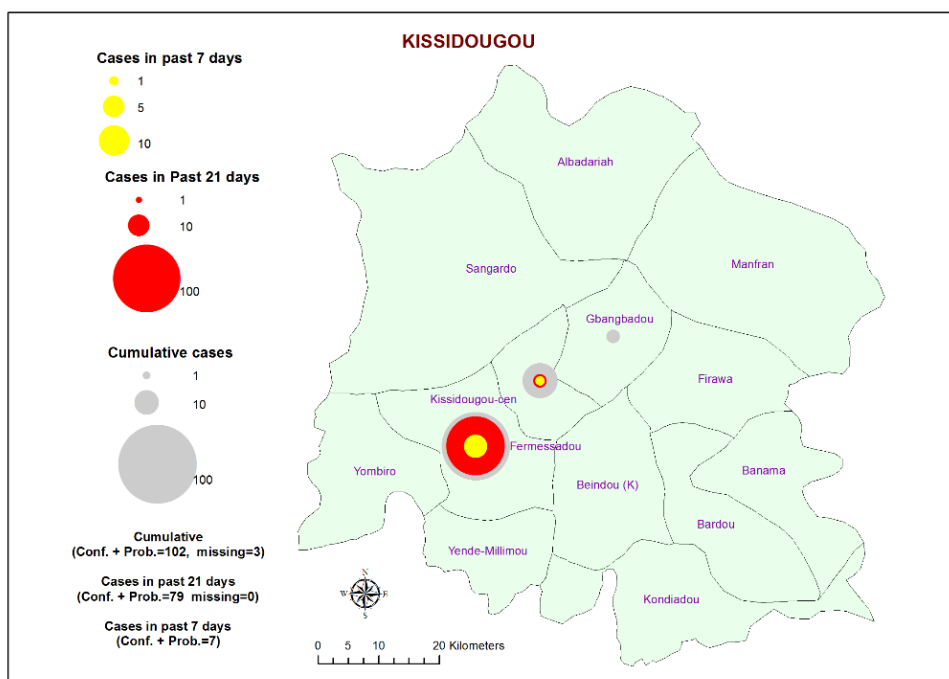 KISSIDOUGOU
Cases in past 7 days
1
5
10
Cases in Past 21 days
1
10
100
Cumulative cases
1
10
100
Cumulative
(Conf. + Prob.=102, missing=3)
Cases in past 21 days
(Conf. + Prob.=79 missing=0)
Cases in past 7 days
(Conf. + Prob.=7)
Albadariah
Sangardo
Manfran
Gbangbadou
Firawa
Kissidougou-cen
Fermessadou
Yombiro
Beindou (K)
Banama
Bardou
Yende-Millimou
Kondiadou
N
W E
S
0 5 10 20 Kilometers